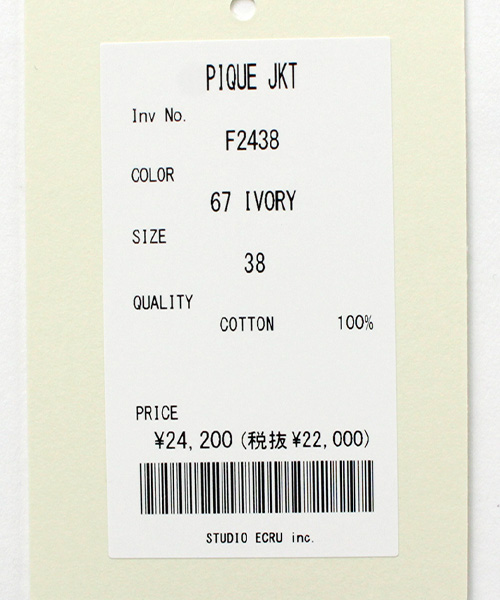 PIQUE JKT
Inv No.
F2438
COLOR
67 IVORY
SIZE
38
QUALITY
COTTON 100%
PRICE
¥24,200(税抜¥22,000)
STUDIO ECRU inc.